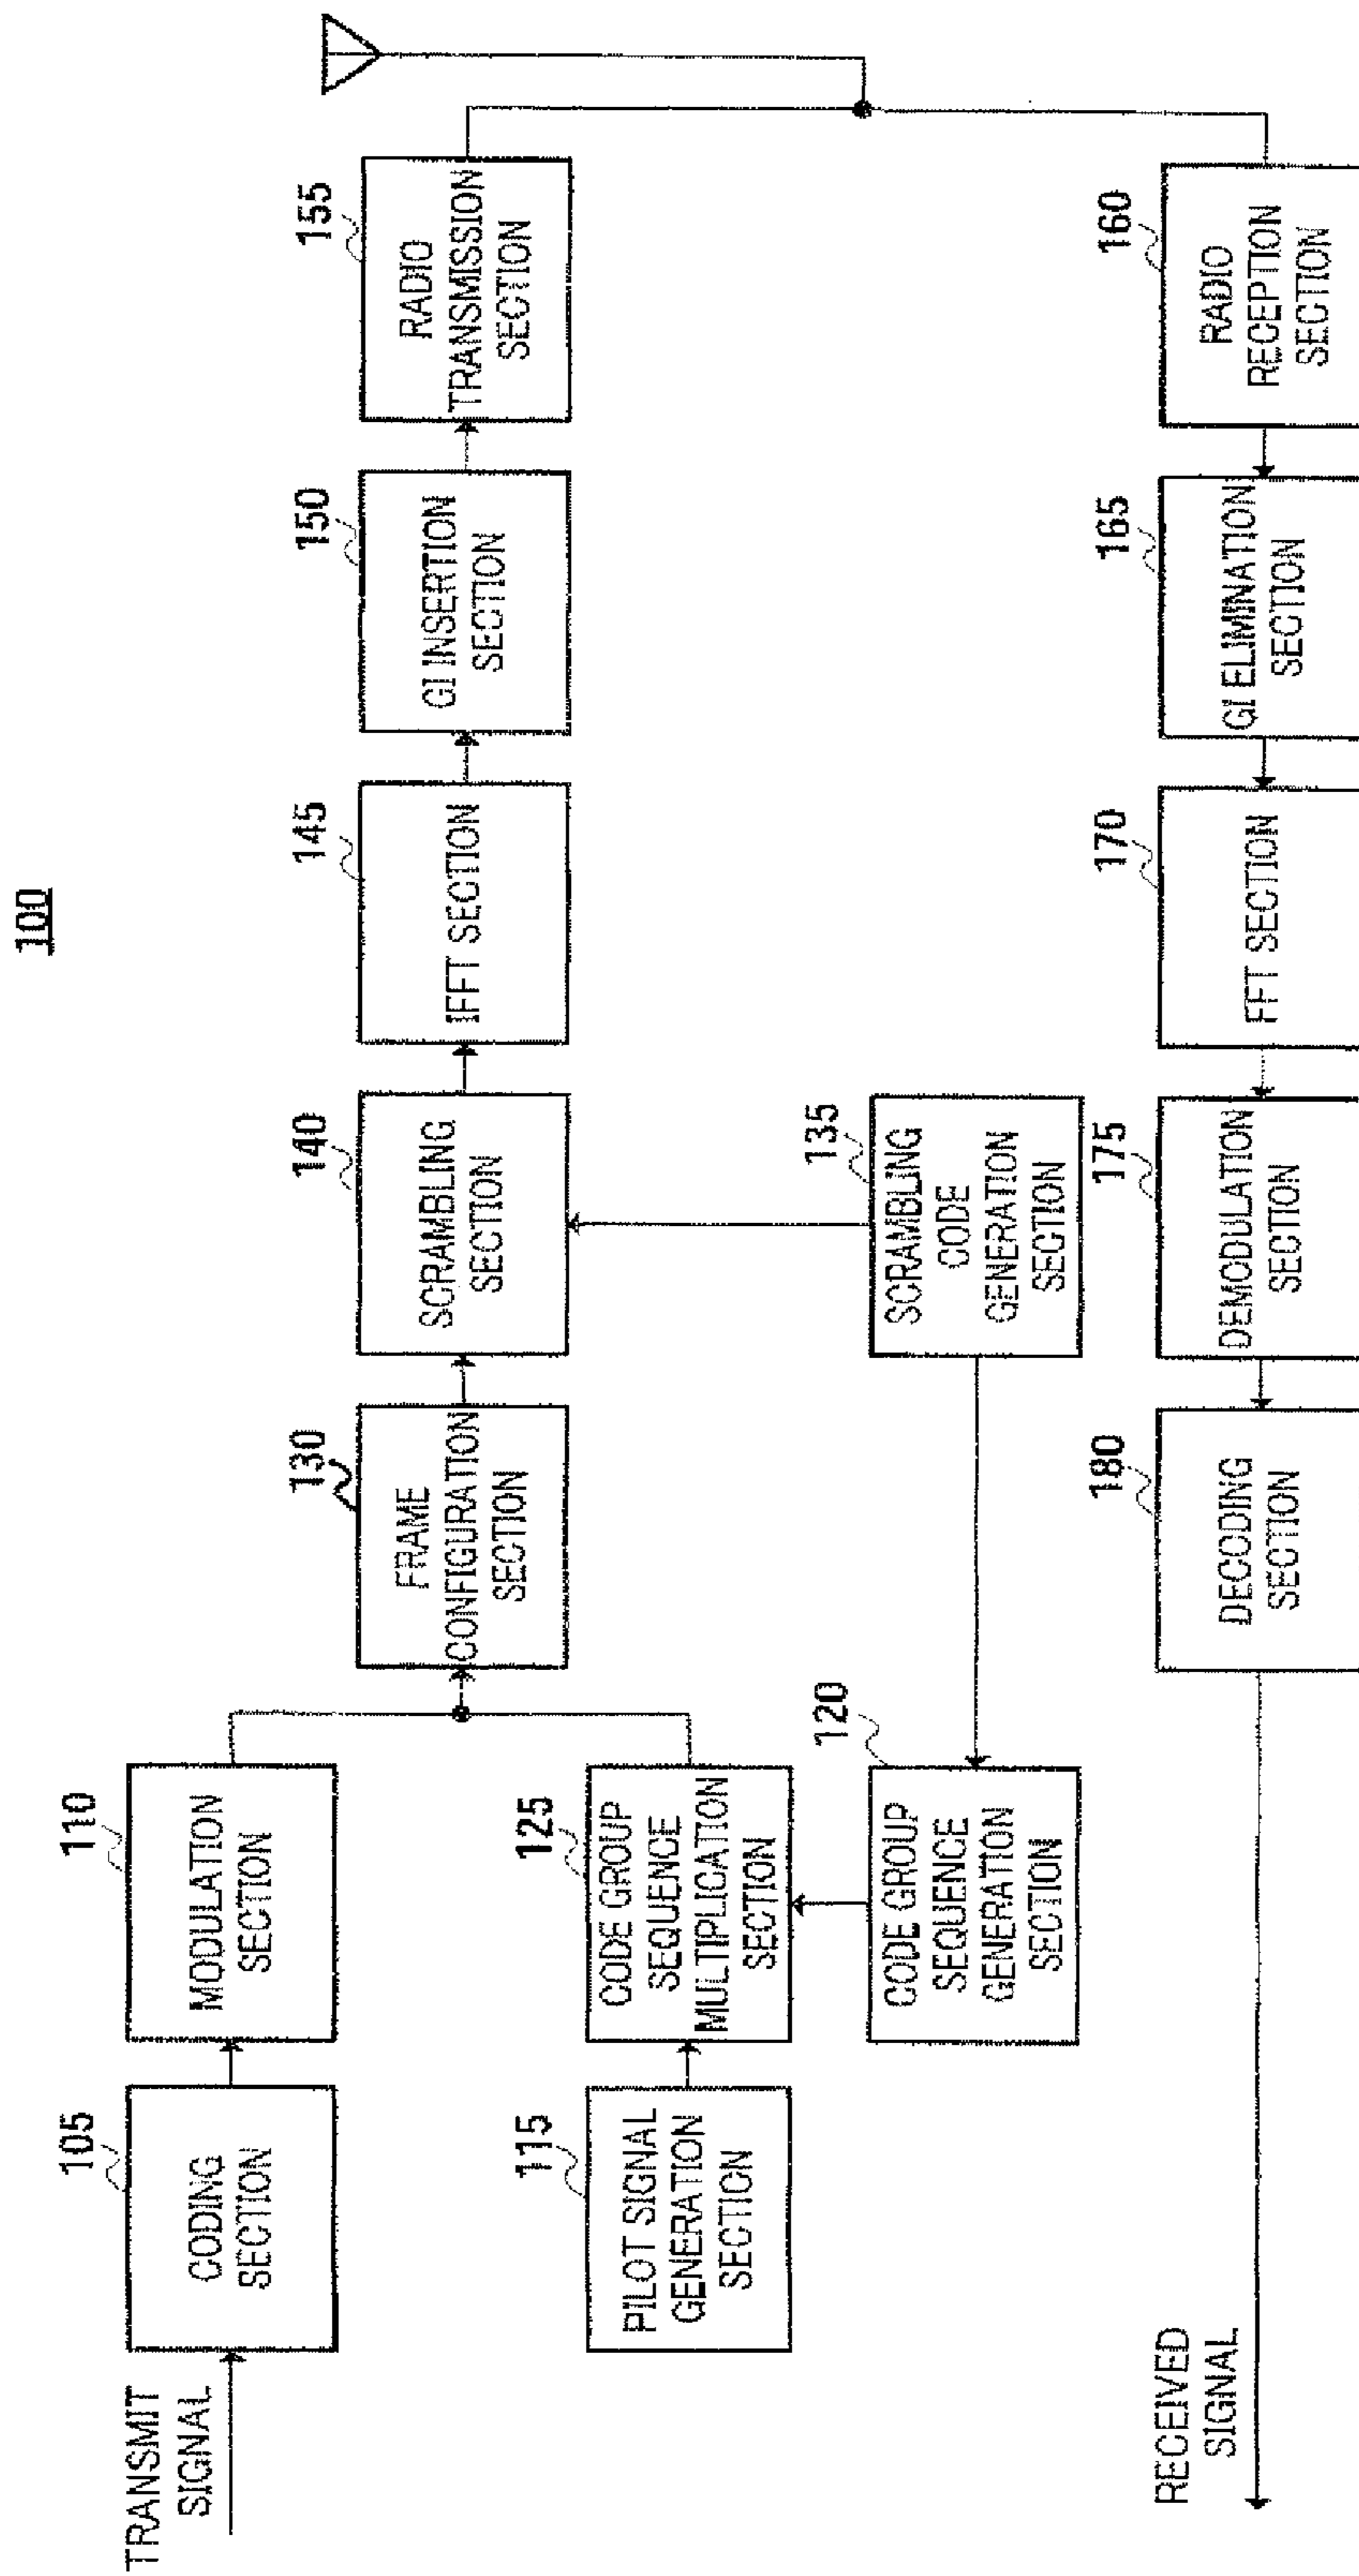 100
TRANSMIT
SIGNAL
105
CODING
SECTION
110
MODULATION
SECTION
115
PILOT SIGNAL
GENERATION
SECTION
125
CODE GROUP
SEQUENCE
MULTIPLICATION
SECTION
120
CODE GROUP
SEQUENCE
GENERATION
SECTION
130
FRAME
CONFIGURATION
SECTION
140
SCRAMBLING
SECTION
135
SCRAMBLING
CODE
GENERATION
SECTION
145
IFFT SECTION
150
GI INSERTION
SECTION
155
RADIO
TRANSMISSION
SECTION
160
RADIO
RECEPTION
SECTION
165
GI ELIMINATION
SECTION
170
FFT SECTION
175
DEMODULATION
SECTION
180
DECODING
SECTION
RECEIVED
SIGNAL